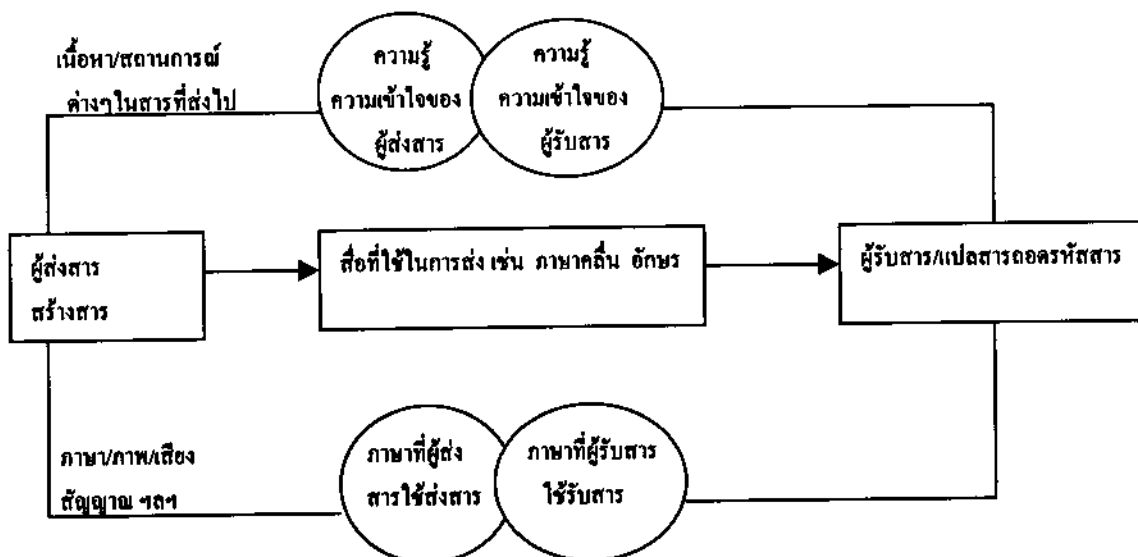 เนื้อหา/สถานการณ์
ต่างๆในสารที่ส่งไป
ความรู้
ความเข้าใจของ
ผู้ส่งสาร
ความรู้
ความเข้าใจของ
ผู้รับสาร
ผู้ส่งสาร
สร้างสาร
สื่อที่ใช้ในการส่ง เช่น ภาษาคลื่น อักษร
ผู้รับสาร/แปลสารถอดรหัสสาร
ภาษา/ภาพ/เสียง
สัญญาณ ฯลฯ
ภาษาที่ผู้ส่ง
สารใช้ส่งสาร
ภาษาที่ผู้รับสาร
ใช้รับสาร